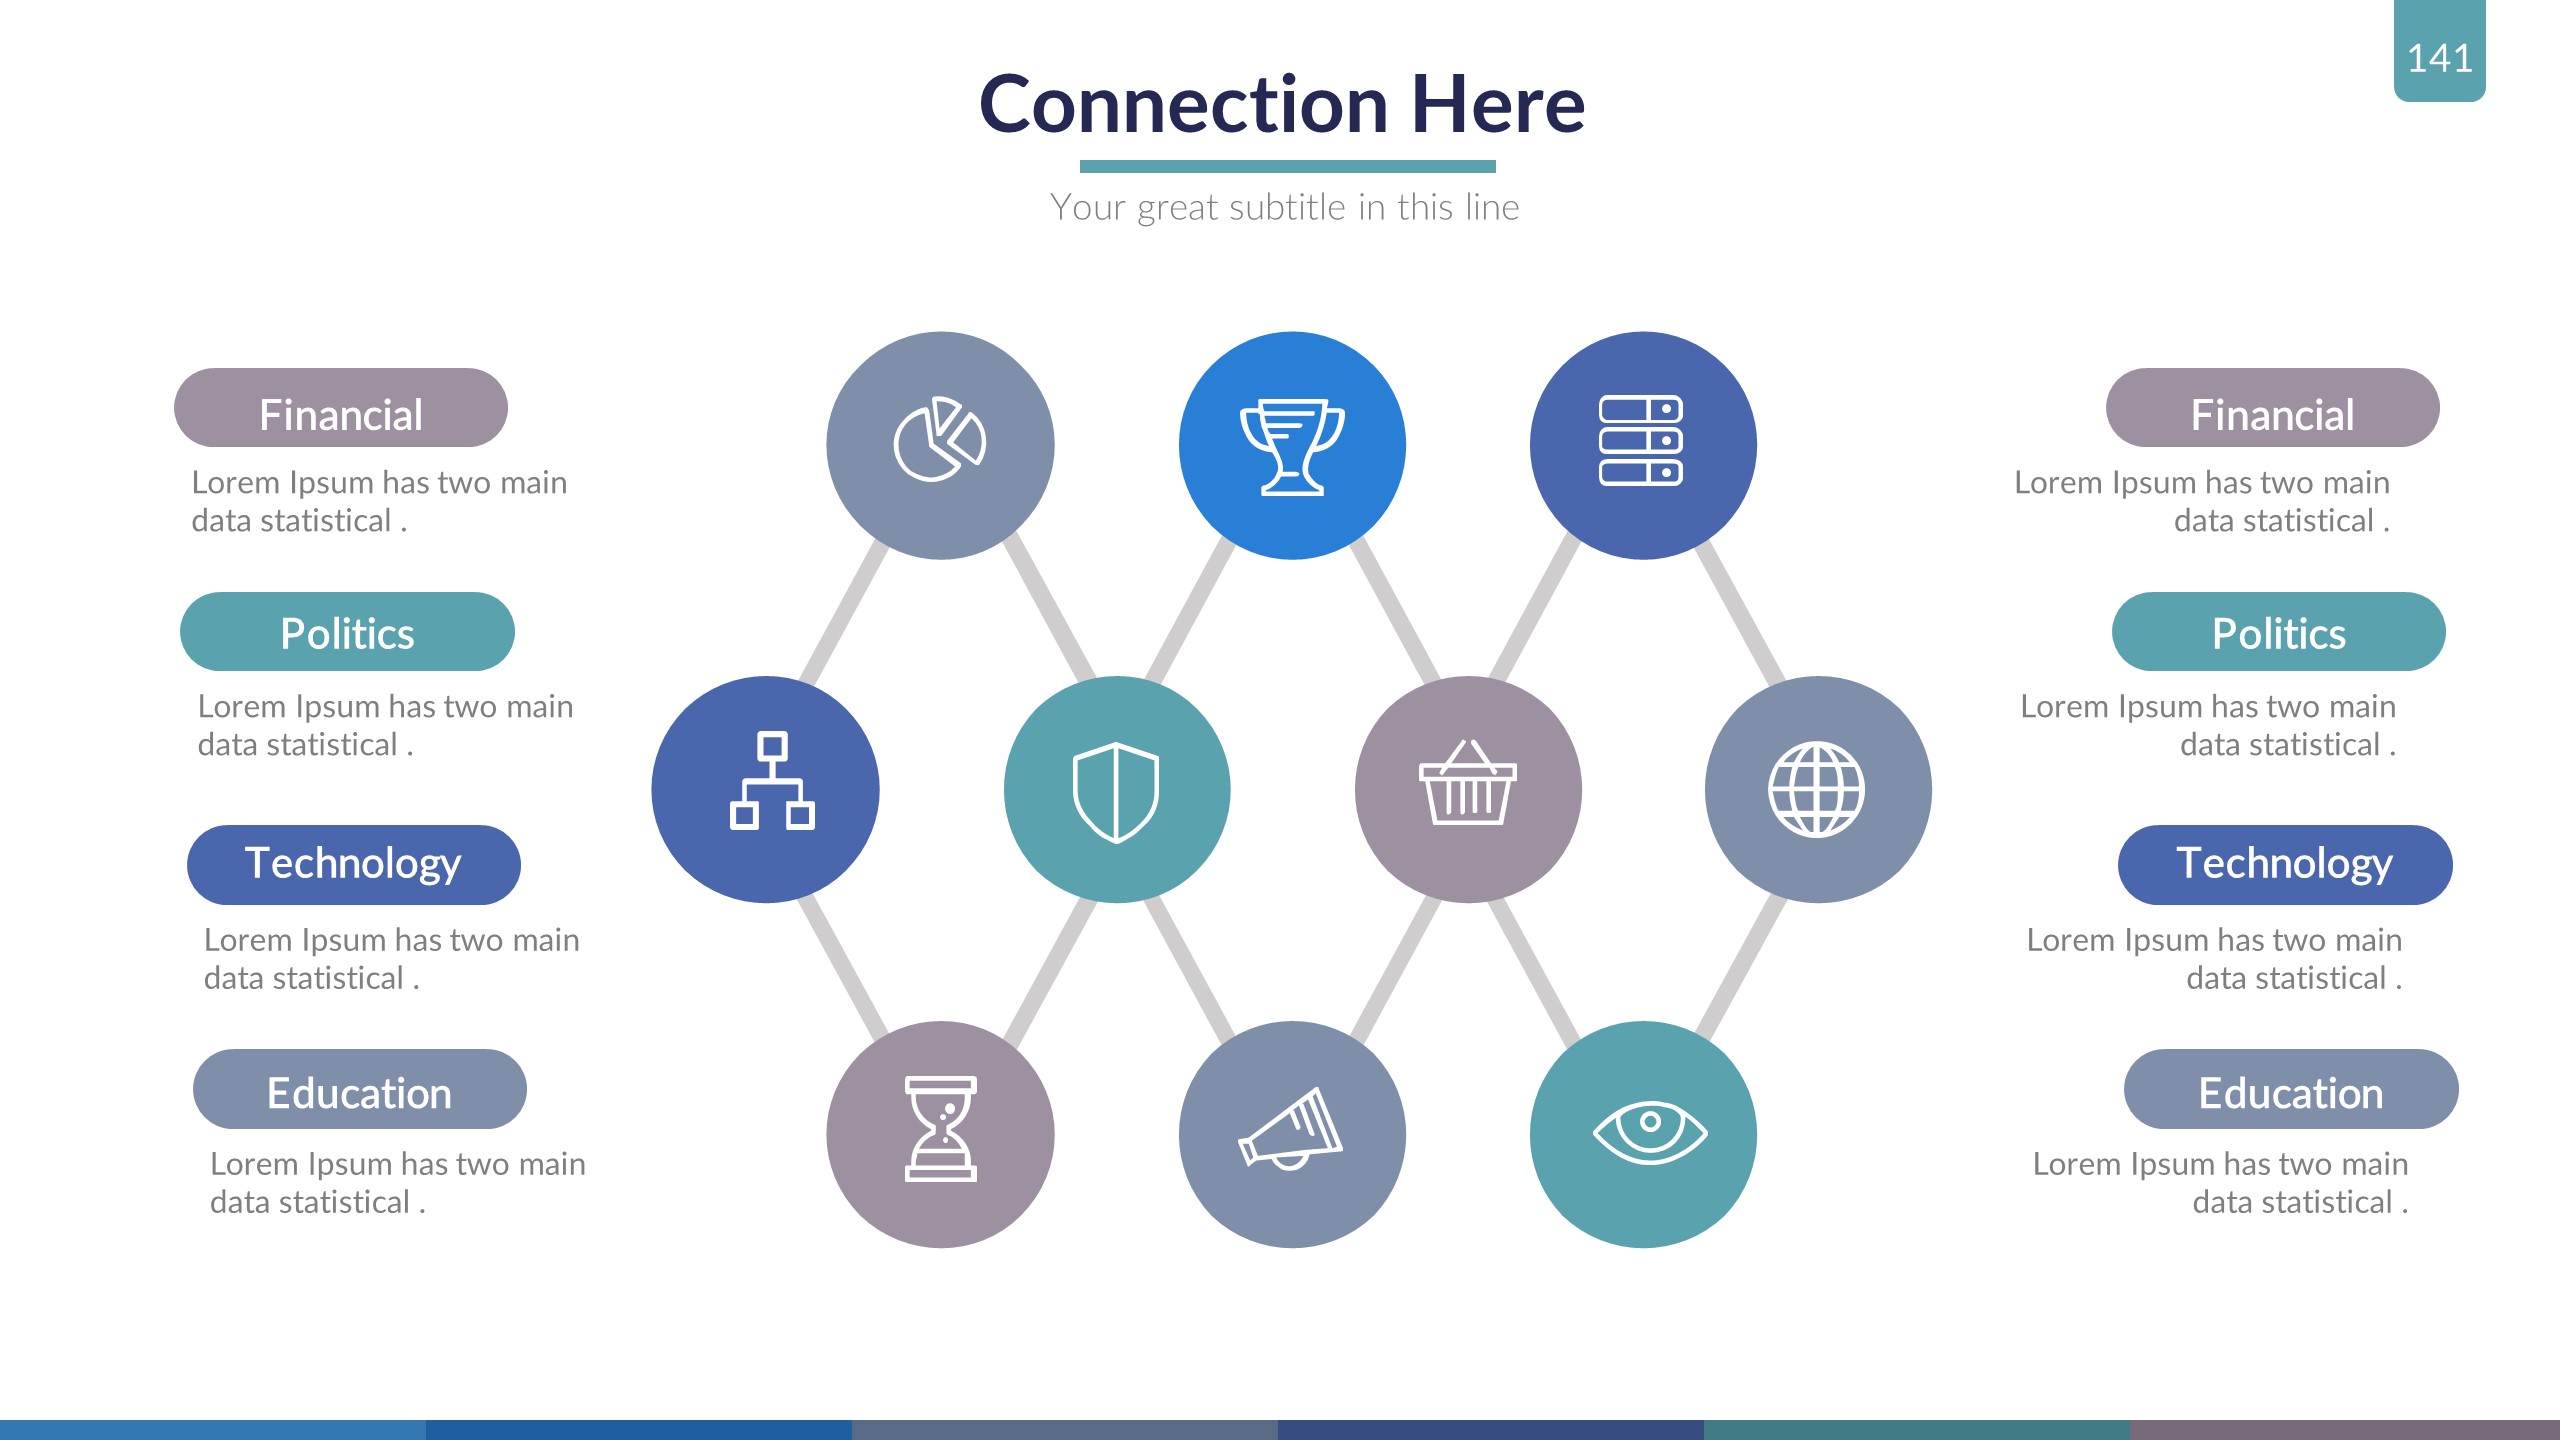 141
Connection Here
Your great subtitle in this line
Financial
Lorem Ipsum has two main
data statistical .
Politics
Lorem Ipsum has two main
data statistical .
Technology
Lorem Ipsum has two main
data statistical .
Education
Lorem Ipsum has two main
data statistical .
Financial
Lorem Ipsum has two main
data statistical .
Politics
Lorem Ipsum has two main
data statistical .
Technology
Lorem Ipsum has two main
data statistical .
Education
Lorem Ipsum has two main
data statistical .